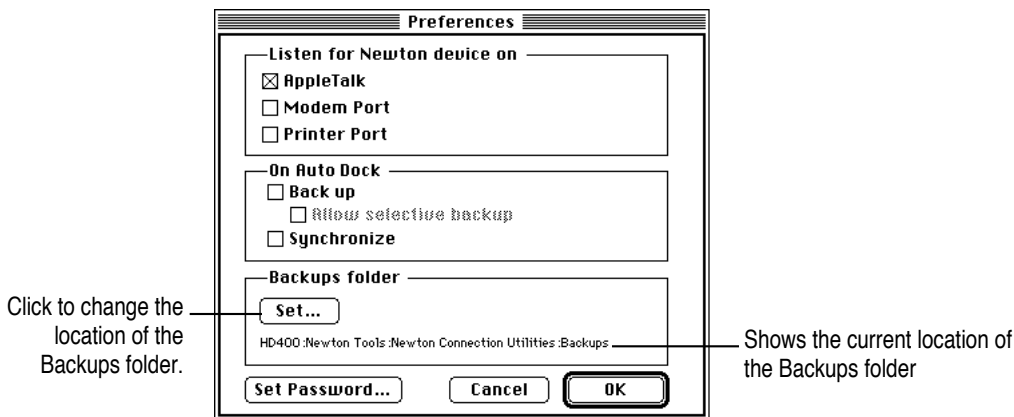 Preferences
Listen for Newton device on
AppleTalk
Modem Port
Printer Port
On Auto Dock
Back up
Allow selective backup
Synchronize
Backups folder
Set...
HD400 :Newton Tools :Newton Connection Utilities :Backups
Set Password...
Cancel
OK
Click to change the
location of the
Backups folder.
Shows the current location of
the Backups folder